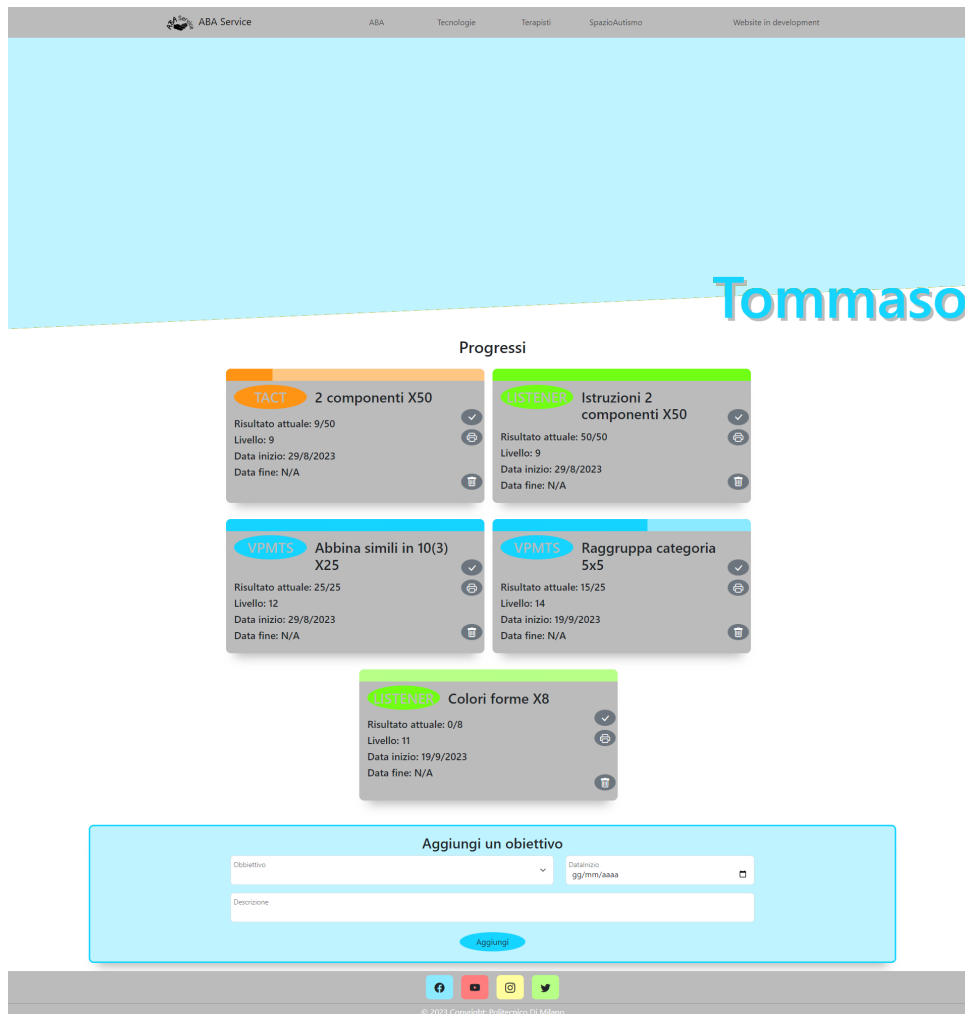 ABA Service
ABA Service ABA Tecnologie Terapisti SpazioAutismo Website in development
Tommaso
Progressi
TACT 2 componenti X50
Risultato attuale: 9/50
Livello: 9
Data inizio: 29/8/2023
Data fine: N/A
LISTENER Istruzioni 2
componenti X50
Risultato attuale: 50/50
Livello: 9
Data inizio: 29/8/2023
Data fine: N/A
VPMTS Abbina simili in 10(3)
X25
Risultato attuale: 25/25
Livello: 12
Data inizio: 29/8/2023
Data fine: N/A
VPMTS Raggruppa categoria
5x5
Risultato attuale: 15/25
Livello: 14
Data inizio: 19/9/2023
Data fine: N/A
LISTENER Colori forme X8
Risultato attuale: 0/8
Livello: 11
Data inizio: 19/9/2023
Data fine: N/A
Aggiungi un obiettivo
Obbiettivo
DataInizio
gg/mm/aaaa
Descrizione
Aggiungi
© 2023 Copyright: Politecnico Di Milano